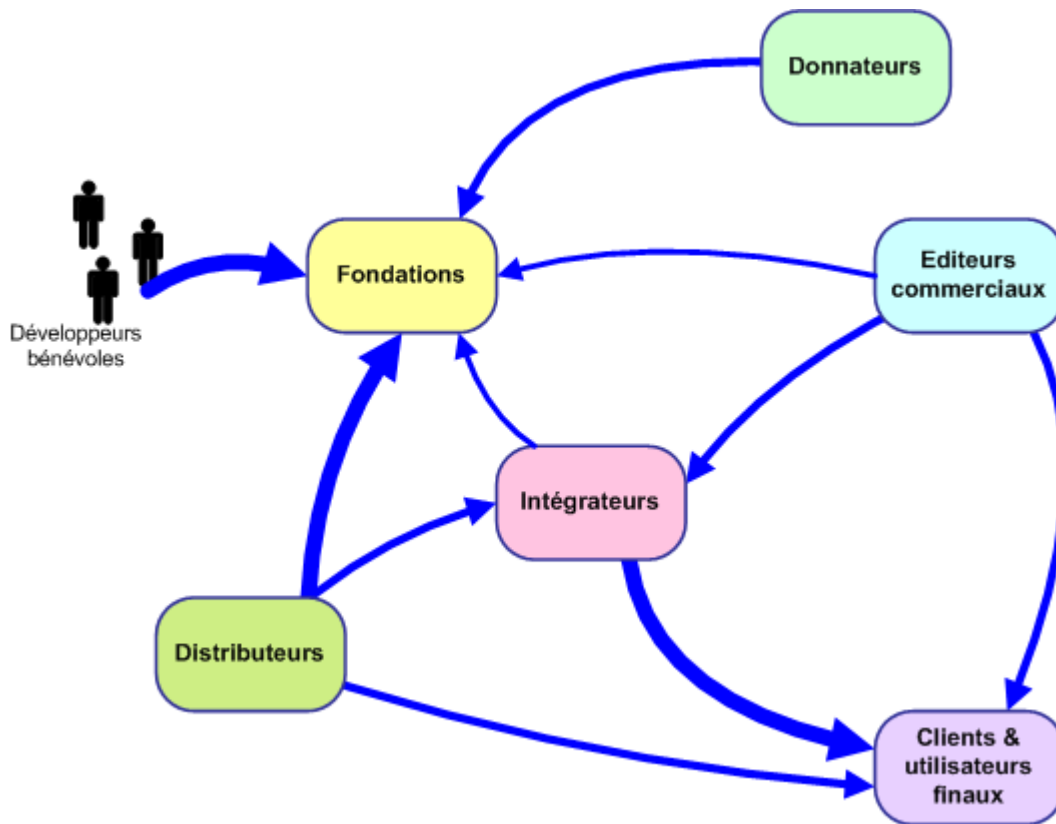 Donnateurs
Fondations
Editeurs
commerciaux
Développeurs
bénévoles
Intégrateurs
Distributeurs
Clients &
utilisateurs
finaux